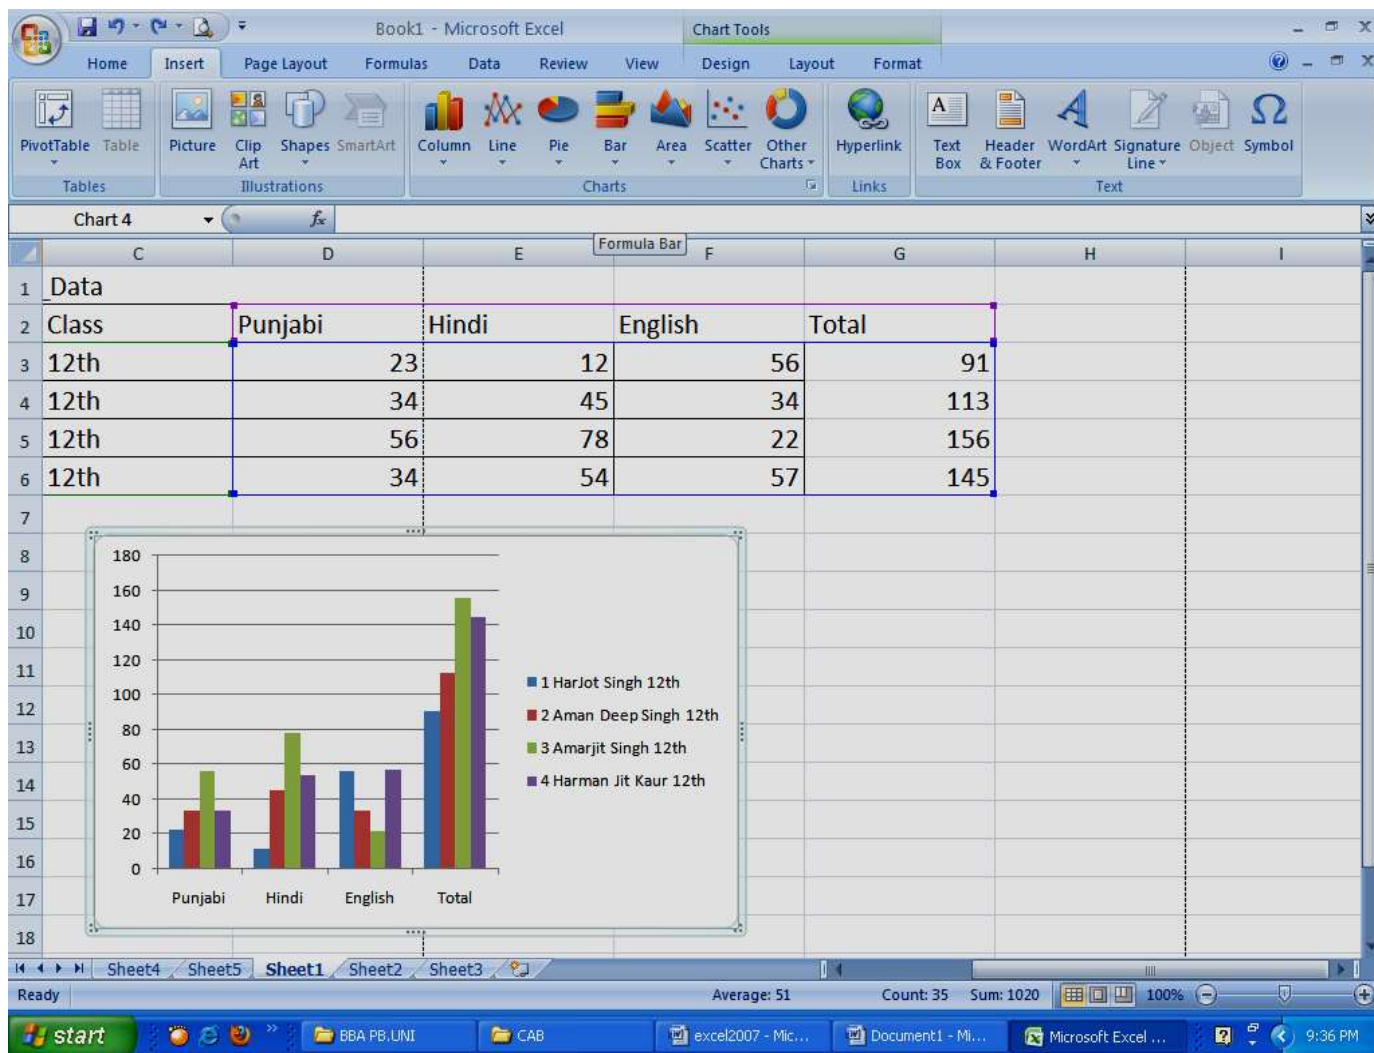 Book1 - Microsoft Excel
Chart Tools
Home Insert Page Layout Formulas Data Review View Design Layout Format
PivotTable Table Picture Clip Art Shapes SmartArt Column Line Pie Bar Area Scatter Other Charts Hyperlink Text Box Header & Footer WordArt Signature Line Object Symbol
Tables Illustrations Charts Links Text
Chart 4 fx
Formula Bar
C D E F G H I
1 _Data
2 Class Punjabi Hindi English Total
3 12th 23 12 56 91
4 12th 34 45 34 113
5 12th 56 78 22 156
6 12th 34 54 57 145
7
8
9
10
11
12
13
14
15
16
17
18
180
160
140
120
100
80
60
40
20
0
Punjabi Hindi English Total
1 HarJot Singh 12th
2 Aman Deep Singh 12th
3 Amarjit Singh 12th
4 Harman Jit Kaur 12th
Sheet4 Sheet5 Sheet1 Sheet2 Sheet3
Ready Average: 51 Count: 35 Sum: 1020 100%
start BBA PB.UNI CAB excel2007 - Mic... Document1 - Mi... Microsoft Excel ... 9:36 PM